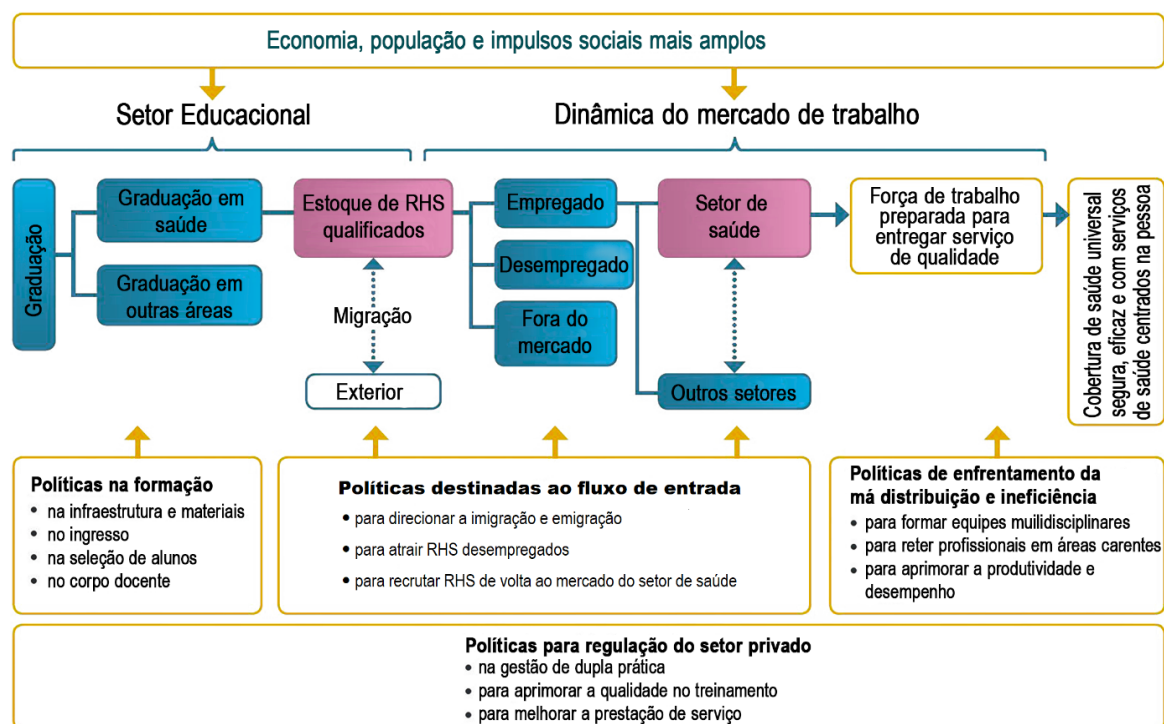 Economia, população e impulsos sociais mais amplos
Setor Educacional
Dinâmica do mercado de trabalho
Graduação
Graduação em
saúde
Graduação em
outras áreas
Estoque de RHS
qualificados
Migração
Exterior
Empregado
Desempregado
Fora do
mercado
Setor de
saúde
Outros setores
Força de trabalho
preparada para
entregar serviço
de qualidade
Cobertura de saúde universal
segura, eficaz e com serviços
de saúde centrados na pessoa
Políticas na formação
• na infraestrutura e materiais
• no ingresso
• na seleção de alunos
• no corpo docente
Políticas destinadas ao fluxo de entrada
• para direcionar a imigração e emigração
• para atrair RHS desempregados
• para recrutar RHS de volta ao mercado do setor de saúde
Políticas de enfrentamento da
má distribuição e ineficiência
• para formar equipes muilidisciplinares
• para reter profissionais em áreas carentes
• para aprimorar a produtividade e
desempenho
Políticas para regulação do setor privado
• na gestão de dupla prática
• para aprimorar a qualidade no treinamento
• para melhorar a prestação de serviço